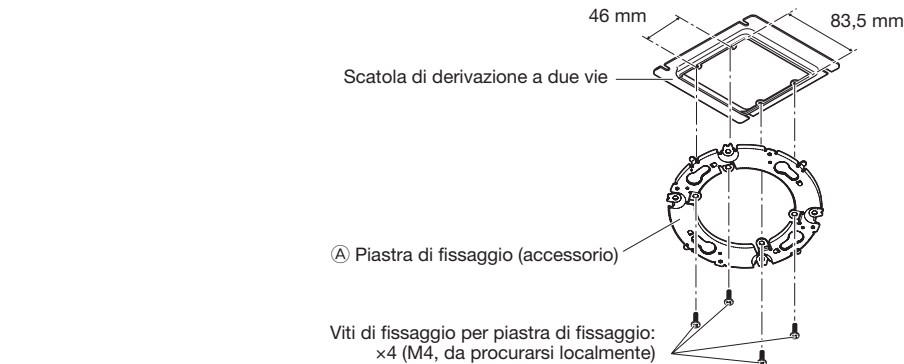 46 mm
83,5 mm
Scatola di derivazione a due vie
Ⓐ Piastra di fissaggio (accessorio)
Viti di fissaggio per piastra di fissaggio:
×4 (M4, da procurarsi localmente)